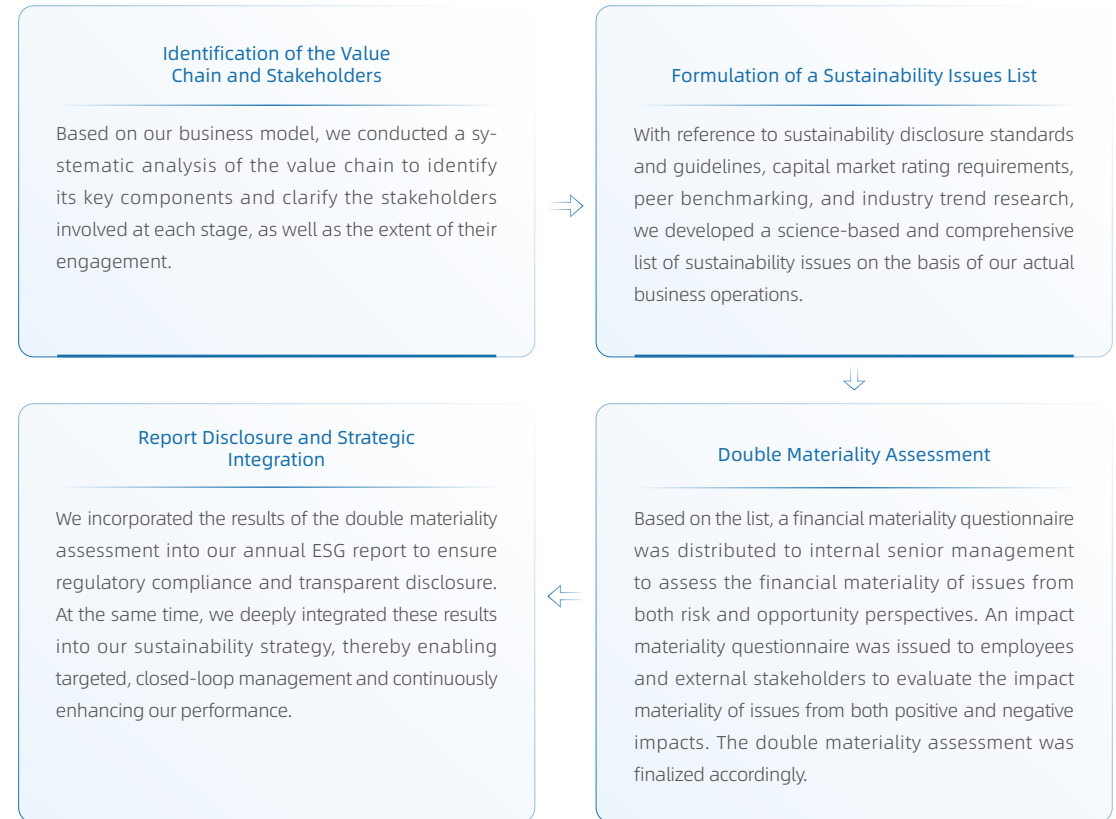 Identification of the Value
Chain and Stakeholders
Based on our business model, we conducted a sy-
stematic analysis of the value chain to identify
its key components and clarify the stakeholders
involved at each stage, as well as the extent of their
engagement.
Formulation of a Sustainability Issues List
With reference to sustainability disclosure standards
and guidelines, capital market rating requirements,
peer benchmarking, and industry trend research,
we developed a science-based and comprehensive
list of sustainability issues on the basis of our actual
business operations.
Double Materiality Assessment
Based on the list, a financial materiality questionnaire
was distributed to internal senior management
to assess the financial materiality of issues from
both risk and opportunity perspectives. An impact
materiality questionnaire was issued to employees
and external stakeholders to evaluate the impact
materiality of issues from both positive and negative
impacts. The double materiality assessment was
finalized accordingly.
Report Disclosure and Strategic
Integration
We incorporated the results of the double materiality
assessment into our annual ESG report to ensure
regulatory compliance and transparent disclosure.
At the same time, we deeply integrated these results
into our sustainability strategy, thereby enabling
targeted, closed-loop management and continuously
enhancing our performance.